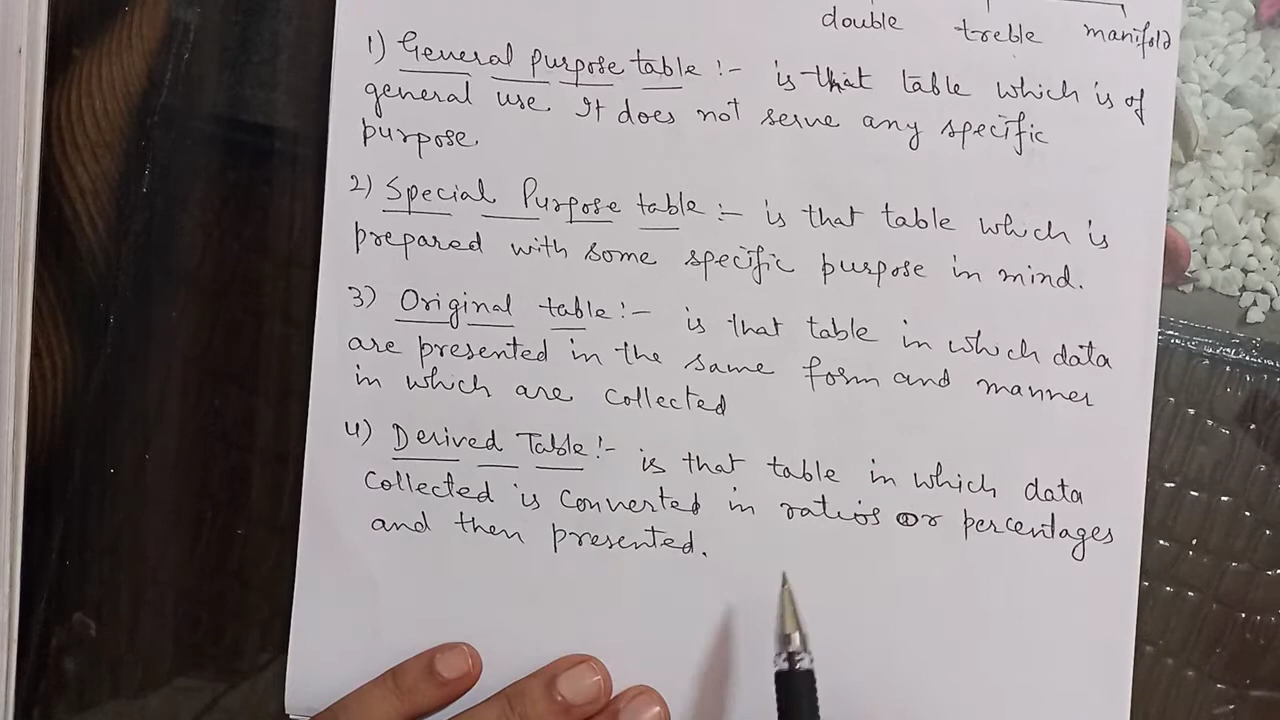 double treble manifold
1) General purpose table :- is that table which is of
general use. It does not serve any specific
purpose.
2) Special Purpose table :- is that table which is
prepared with some specific purpose in mind.
3) Original table :- is that table in which data
are presented in the same form and manner
in which are collected
4) Derived Table :- is that table in which data
collected is converted in ratios or percentages
and then presented.